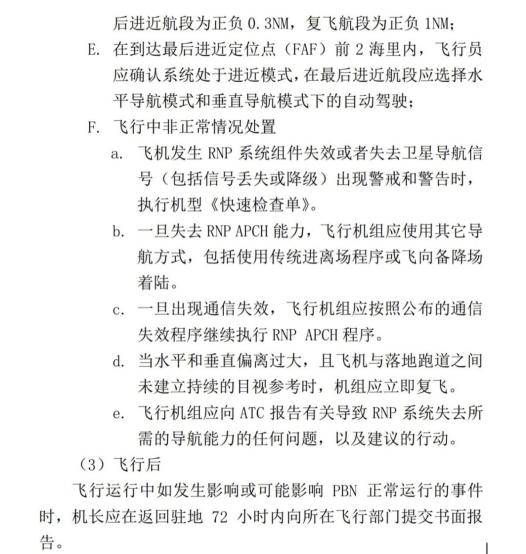 后进近航段为正负 0.3NM，复飞航段为正负 1NM；
E. 在到达最后进近定位点（FAF）前 2 海里内，飞行员
应确认系统处于进近模式，在最后进近航段应选择水
平导航模式和垂直导航模式下的自动驾驶；
F. 飞行中非正常情况处置
a. 飞机发生 RNP 系统组件失效或者失去卫星导航信
号（包括信号丢失或降级）出现警戒和警告时，
执行机型《快速检查单》。
b. 一旦失去 RNP APCH 能力，飞行机组应使用其它导
航方式，包括使用传统进离场程序或飞向备降场
着陆。
c. 一旦出现通信失效，飞行机组应按照公布的通信
失效程序继续执行 RNP APCH 程序。
d. 当水平和垂直偏离过大，且飞机与落地跑道之间
未建立持续的目视参考时，机组应立即复飞。
e. 飞行机组应向 ATC 报告有关导致 RNP 系统失去所
需的导航能力的任何问题，以及建议的行动。
（3）飞行后
飞行运行中如发生影响或可能影响 PBN 正常运行的事件
时，机长应在返回驻地 72 小时内向所在飞行部门提交书面报
告。